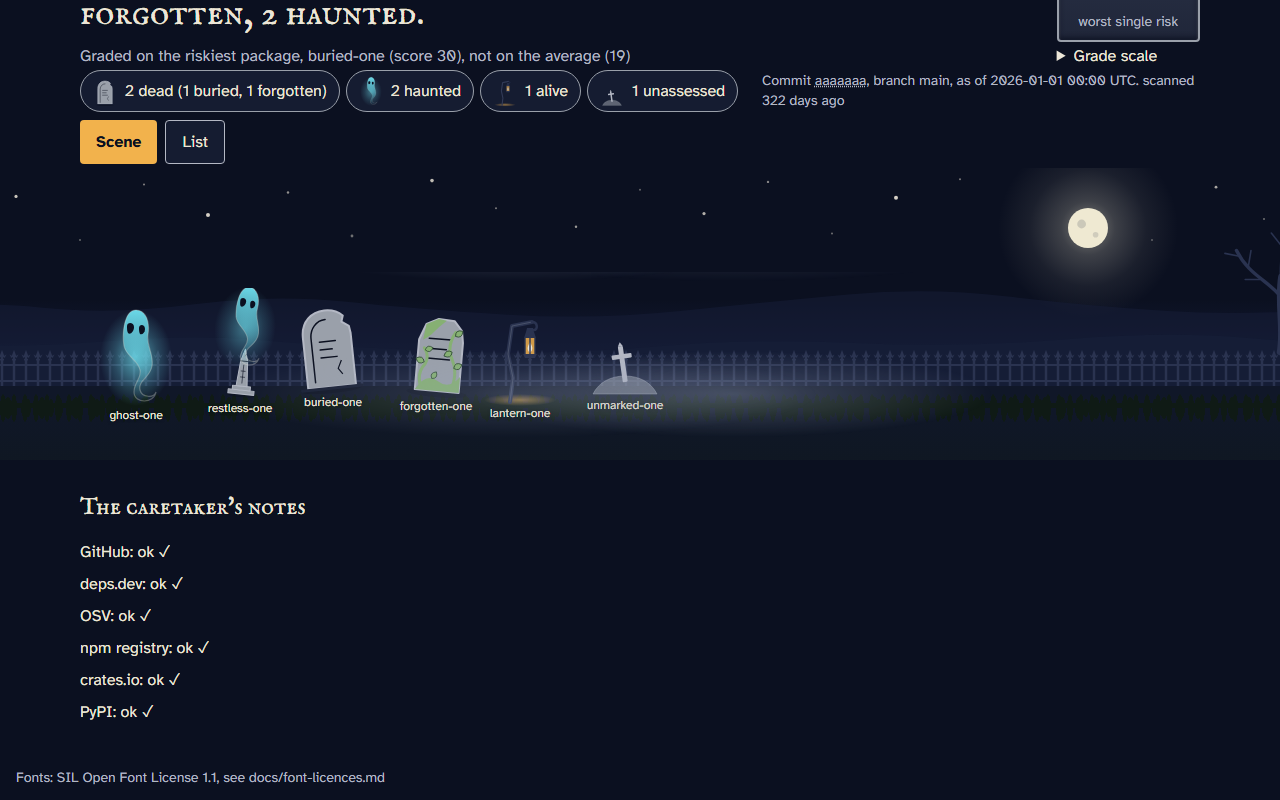 FORGOTTEN, 2 HAUNTED.
worst single risk
Graded on the riskiest package, buried-one (score 30), not on the average (19)
▶ Grade scale
2 dead (1 buried, 1 forgotten)
2 haunted
1 alive
1 unassessed
Commit aaaaaaa, branch main, as of 2026-01-01 00:00 UTC. scanned
322 days ago
Scene
List
ghost-one
restless-one
buried-one
forgotten-one
lantern-one
unmarked-one
The caretaker’s notes
GitHub: ok ✓
deps.dev: ok ✓
OSV: ok ✓
npm registry: ok ✓
crates.io: ok ✓
PyPI: ok ✓
Fonts: SIL Open Font License 1.1, see docs/font-licences.md